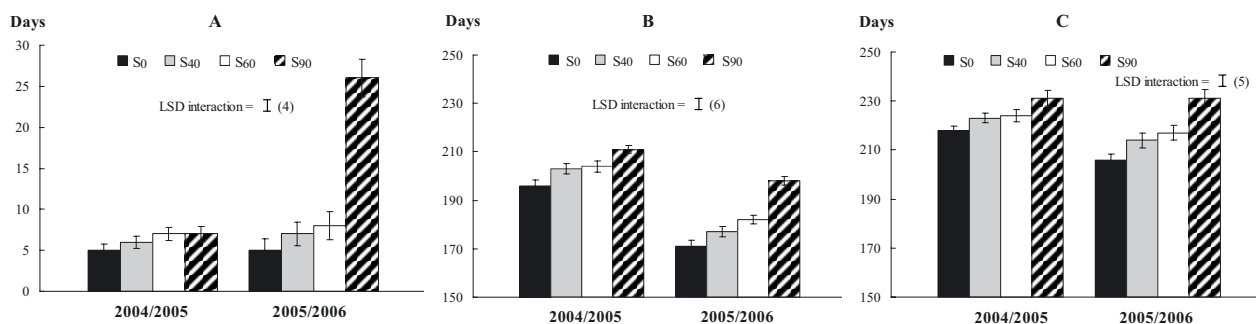 Days A
30
25
20
15
10
5
0
S0 S40 S60 S90
LSD interaction = (4)
2004/2005 2005/2006
Days B
250
230
210
190
170
150
S0 S40 S60 S90
LSD interaction = (6)
2004/2005 2005/2006
Days C
250
230
210
190
170
150
S0 S40 S60 S90
LSD interaction = (5)
2004/2005 2005/2006